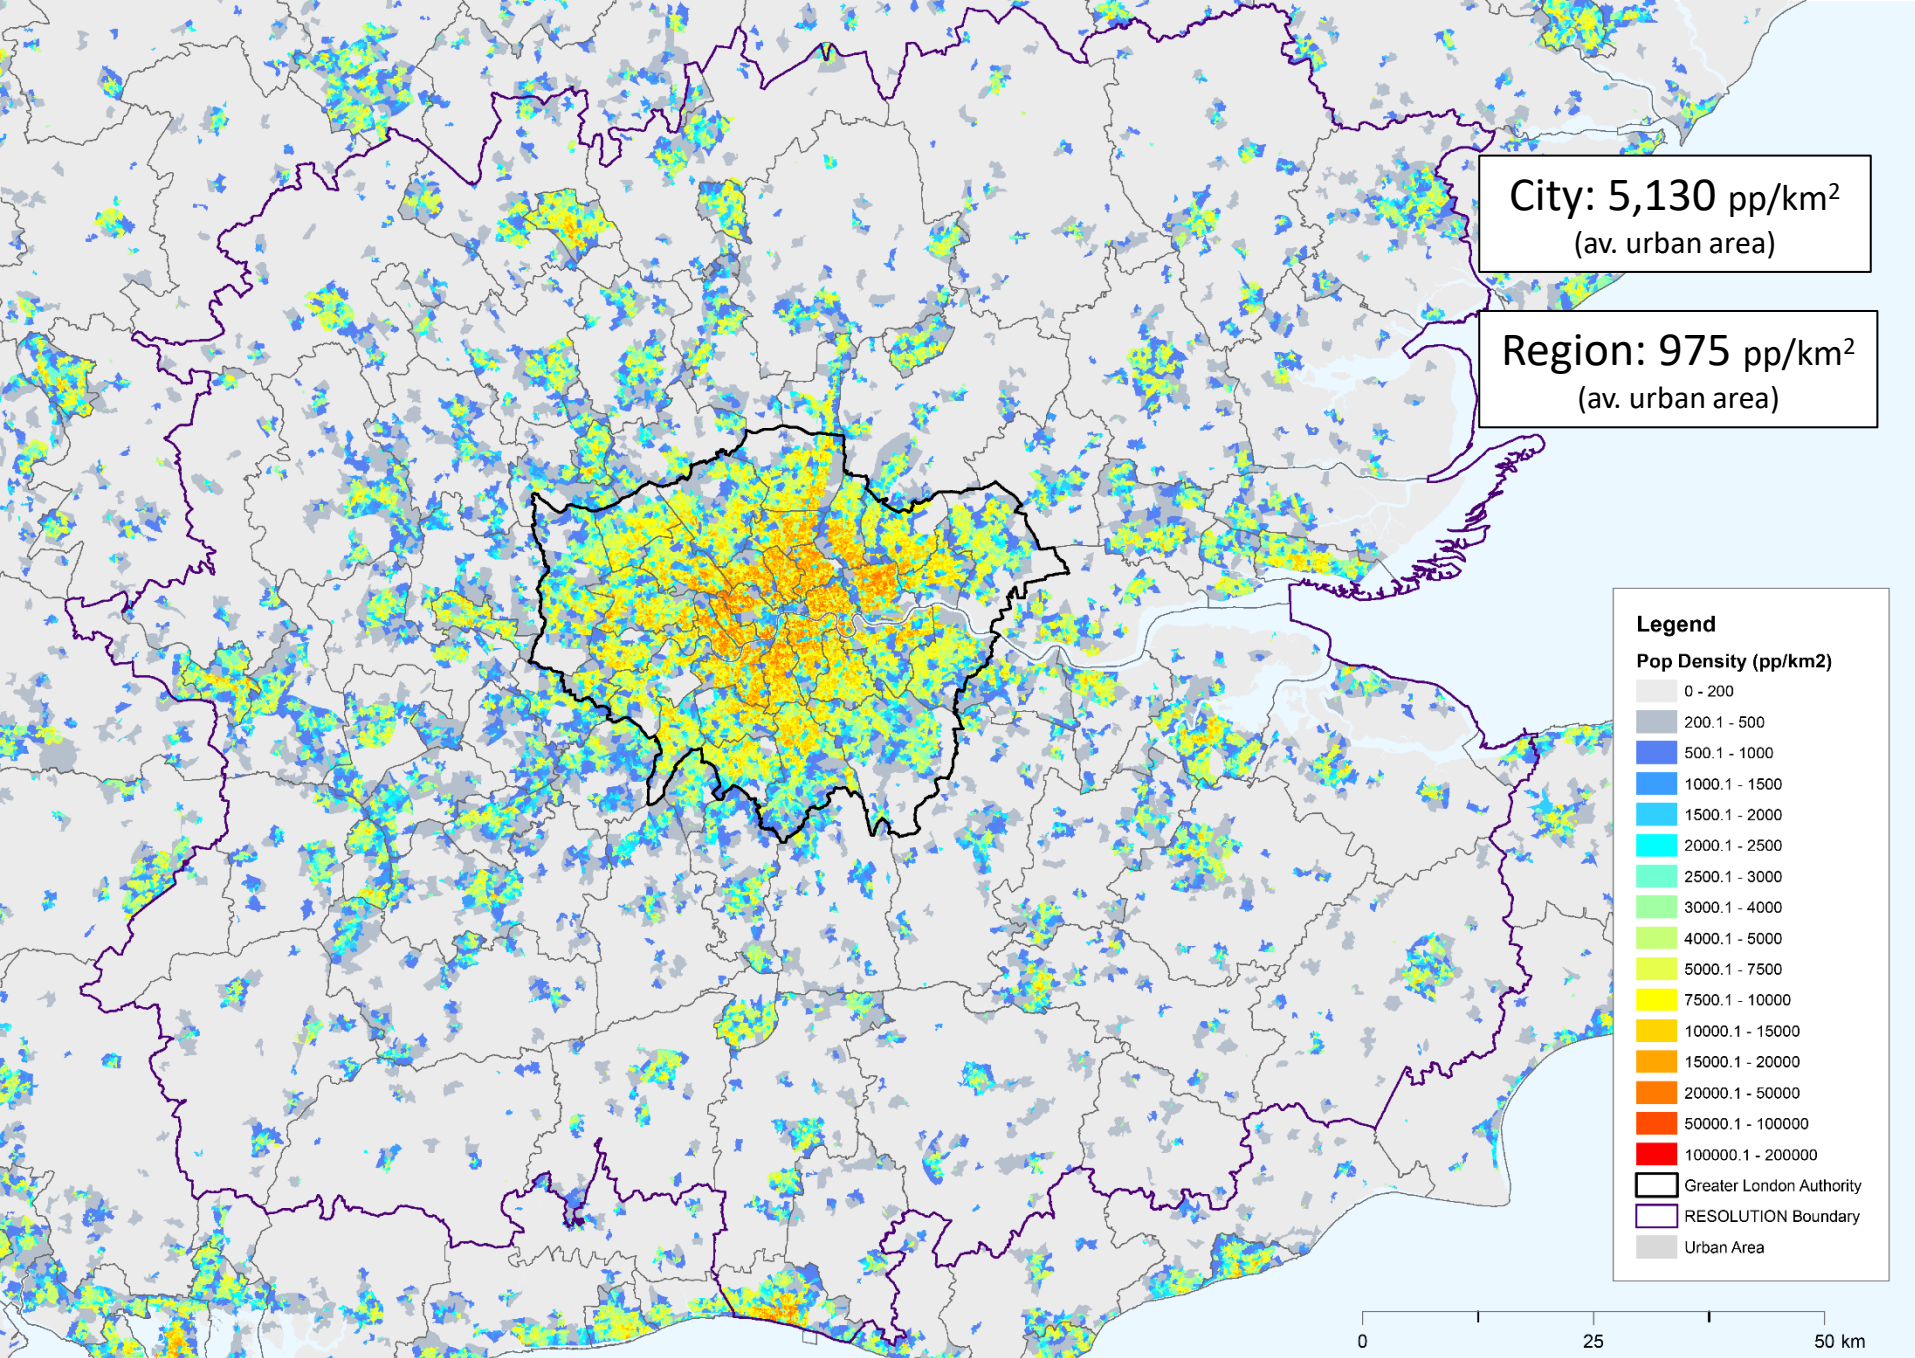 City: 5,130 pp/km²
(av. urban area)
Region: 975 pp/km²
(av. urban area)
Legend
Pop Density (pp/km2)
0 - 200
200.1 - 500
500.1 - 1000
1000.1 - 1500
1500.1 - 2000
2000.1 - 2500
2500.1 - 3000
3000.1 - 4000
4000.1 - 5000
5000.1 - 7500
7500.1 - 10000
10000.1 - 15000
15000.1 - 20000
20000.1 - 50000
50000.1 - 100000
100000.1 - 200000
Greater London Authority
RESOLUTION Boundary
Urban Area
0 25 50 km